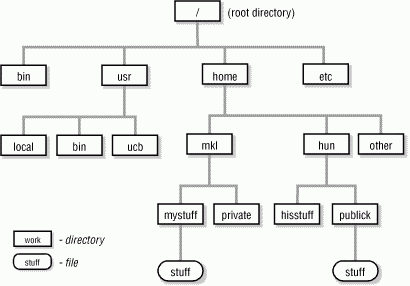 / (root directory)
bin usr home etc
local bin ucb mkl hun other
mystuff private hisstuff publick
work - directory
stuff - file
stuff stuff